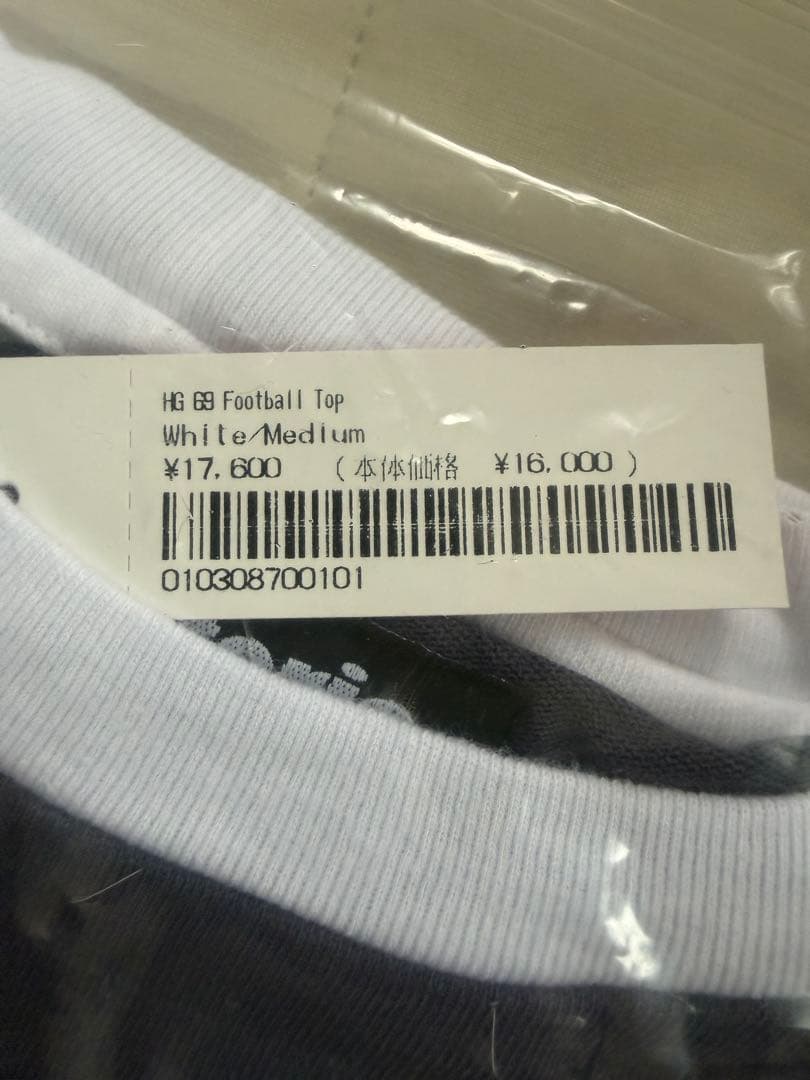 HG 69 Football Top
White/Medium
¥17,600 (本体価格 ¥16,000)
010308700101